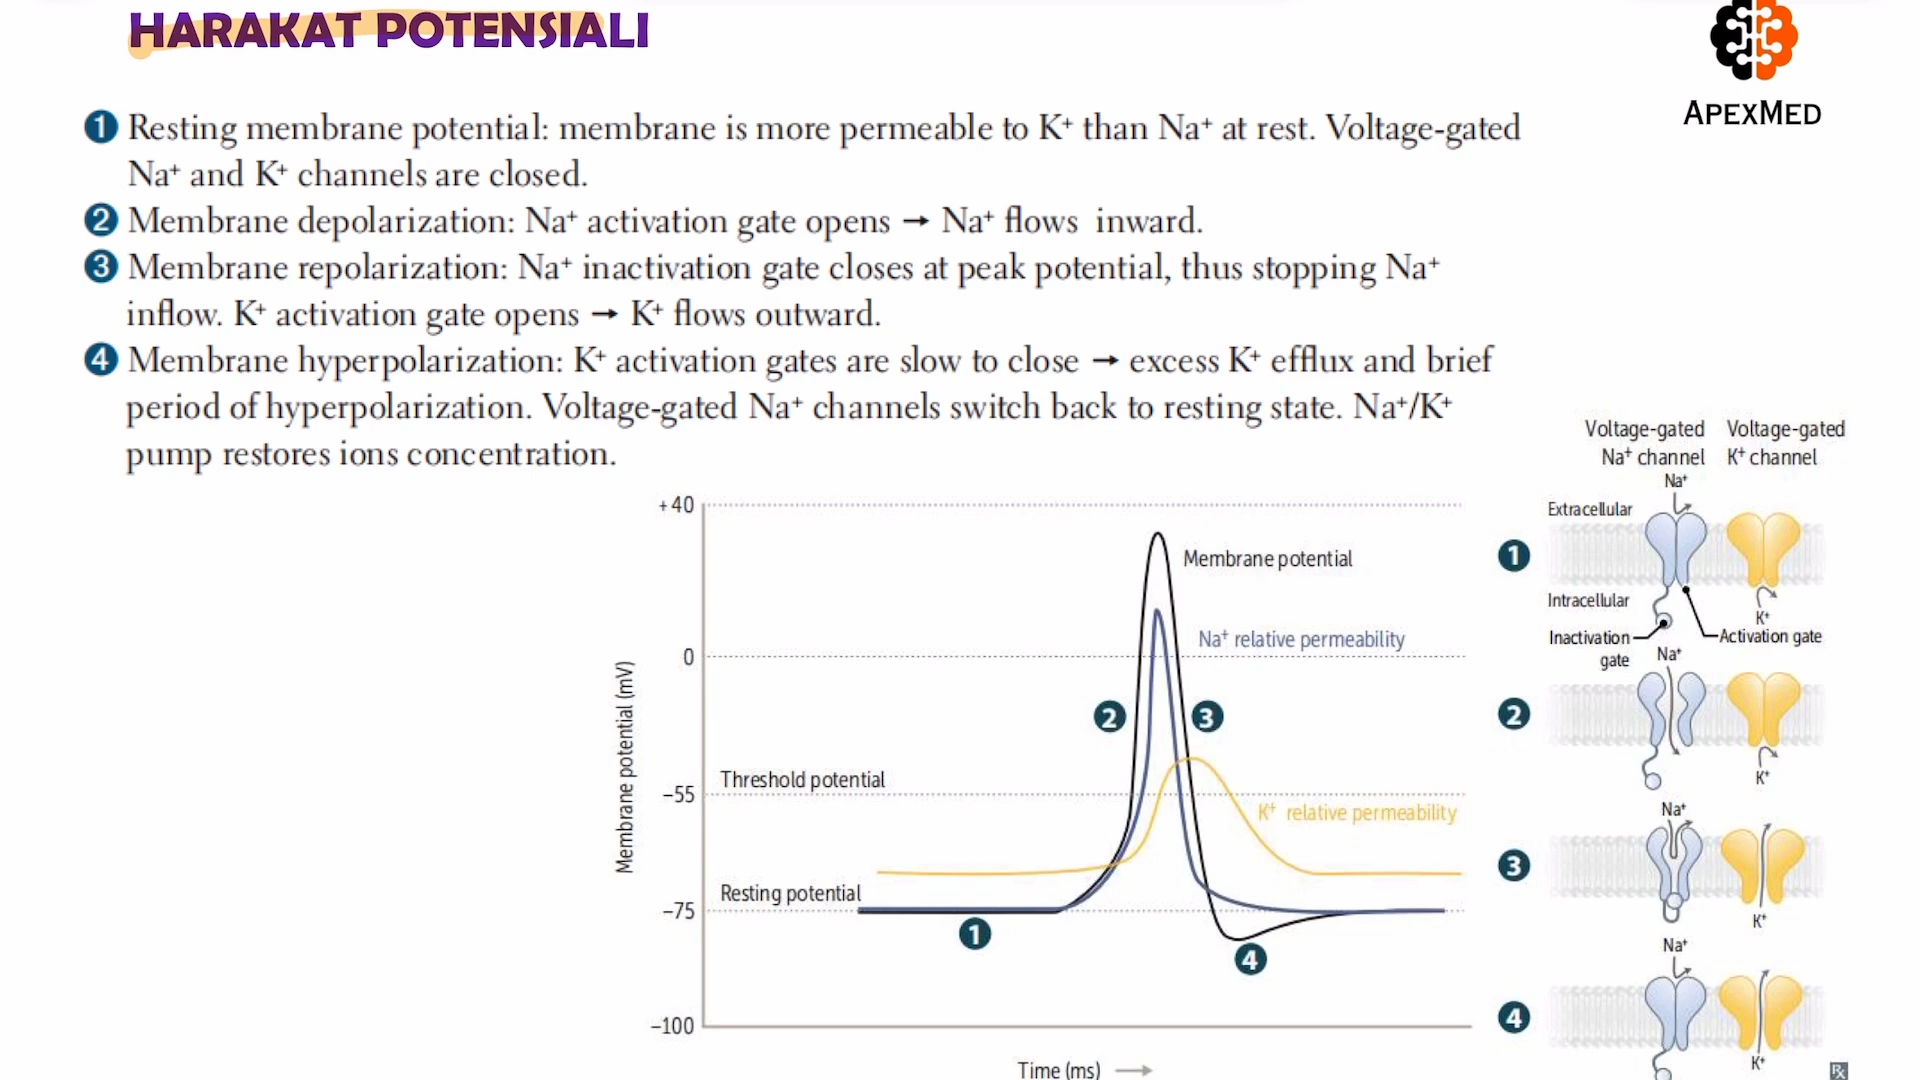 HARAKAT POTENSIALI
APEXMED
1 Resting membrane potential: membrane is more permeable to K⁺ than Na⁺ at rest. Voltage-gated
Na⁺ and K⁺ channels are closed.
2 Membrane depolarization: Na⁺ activation gate opens → Na⁺ flows inward.
3 Membrane repolarization: Na⁺ inactivation gate closes at peak potential, thus stopping Na⁺
inflow. K⁺ activation gate opens → K⁺ flows outward.
4 Membrane hyperpolarization: K⁺ activation gates are slow to close → excess K⁺ efflux and brief
period of hyperpolarization. Voltage-gated Na⁺ channels switch back to resting state. Na⁺/K⁺
pump restores ions concentration.
+40
Membrane potential
Na⁺ relative permeability
0
2
3
Membrane potential (mV)
Threshold potential
–55
K⁺ relative permeability
Resting potential
–75
1
4
–100
Time (ms) →
Voltage-gated
Na⁺ channel
Voltage-gated
K⁺ channel
Na⁺
Extracellular
1
Intracellular
K⁺
Inactivation
gate
Activation gate
Na⁺
2
K⁺
Na⁺
3
K⁺
Na⁺
4
K⁺
Rx